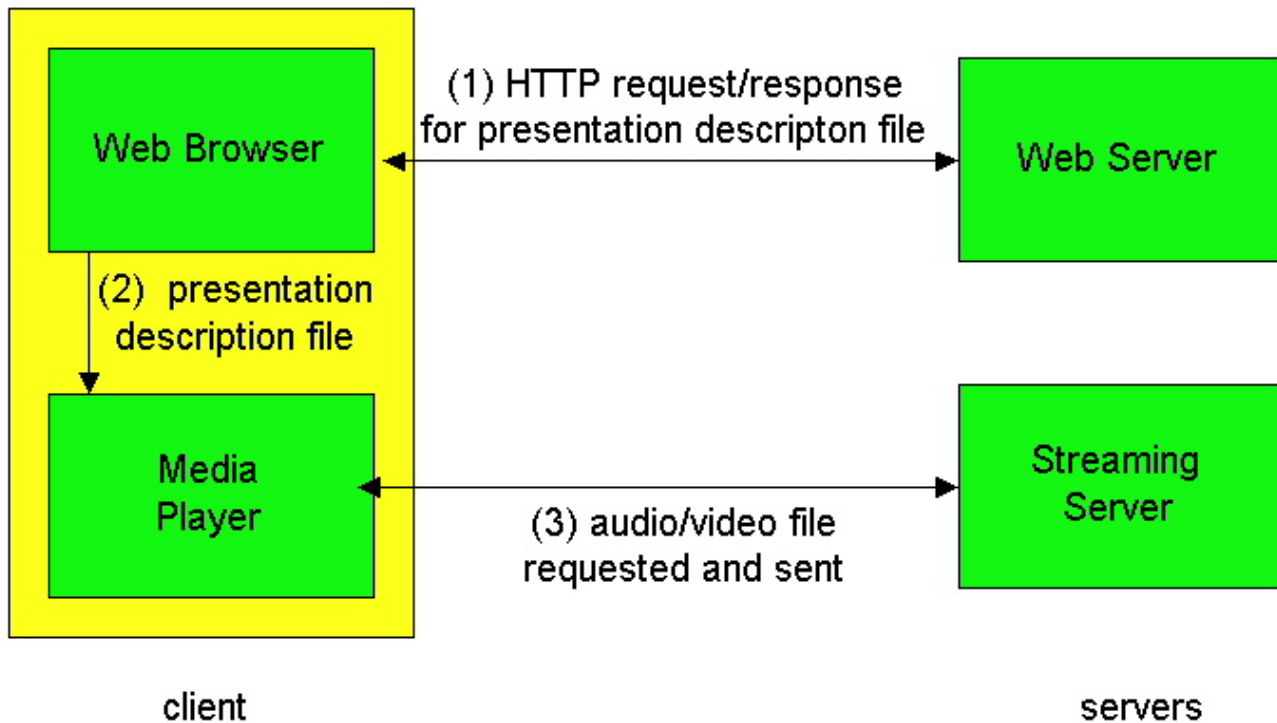 (1) HTTP request/response
for presentation descripton file
Web Browser
Web Server
(2) presentation
description file
Media
Player
Streaming
Server
(3) audio/video file
requested and sent
client
servers